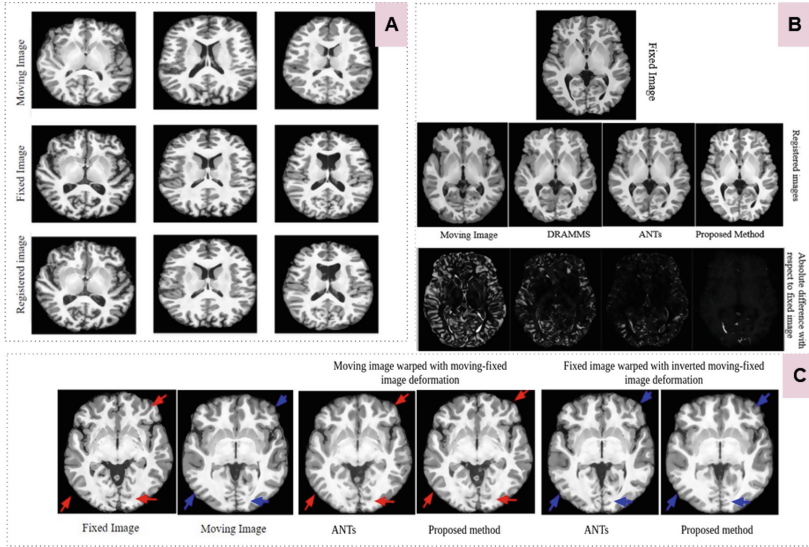 A
Moving Image
Fixed Image
Registered image
B
Fixed Image
Registered images
Moving Image
DRAMMS
ANTs
Proposed Method
Absolute difference with
respect to fixed image
C
Moving image warped with moving-fixed
image deformation
Fixed image warped with inverted moving-fixed
image deformation
Fixed Image
Moving Image
ANTs
Proposed method
ANTs
Proposed method